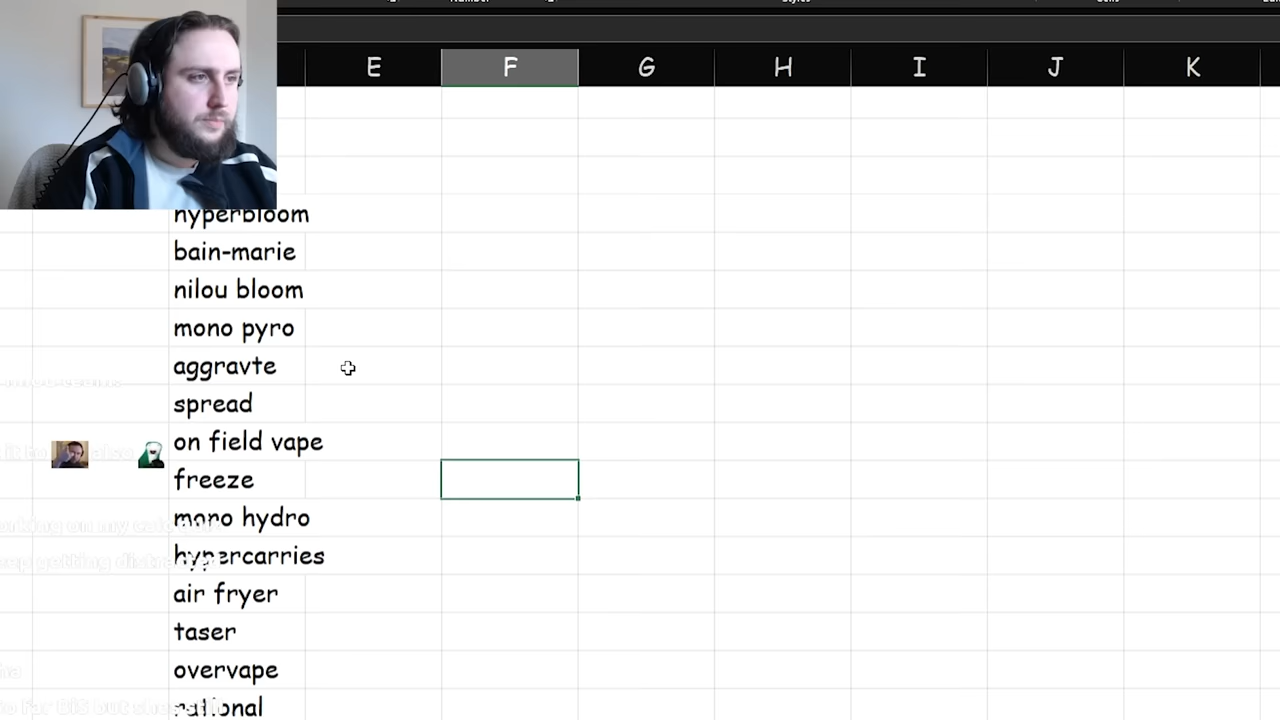 E F G H I J K
hyperbloom
bain-marie
nilou bloom
mono pyro
aggravte
spread
on field vape
freeze
mono hydro
hypercarries
air fryer
taser
overvape
rational